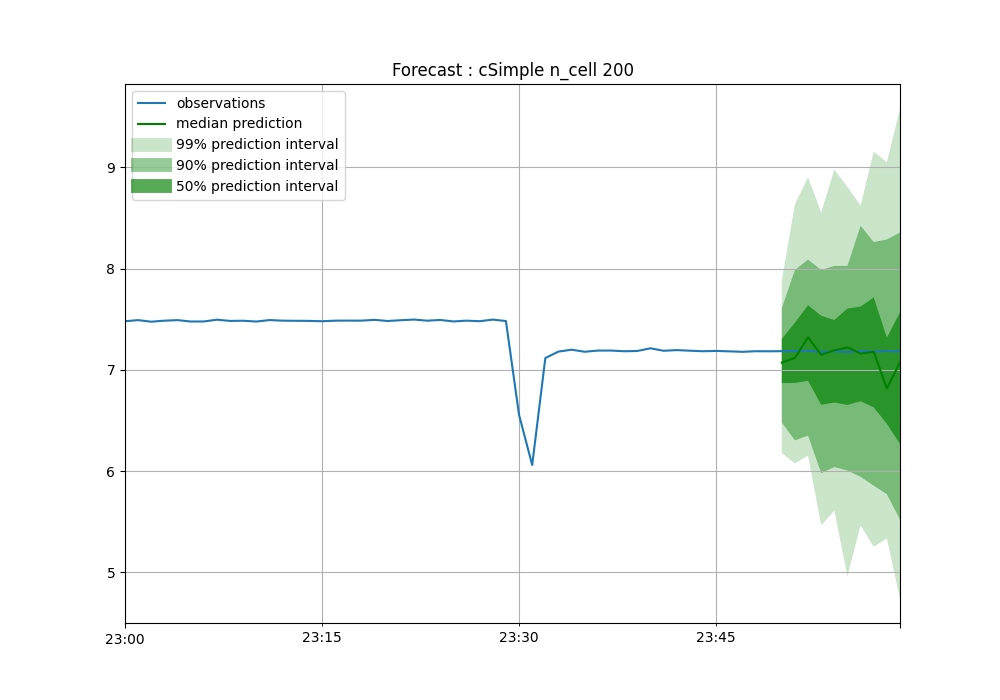 Forecast : cSimple n_cell 200
observations
median prediction
99% prediction interval
90% prediction interval
50% prediction interval
9
8
7
6
5
23:00
23:15
23:30
23:45